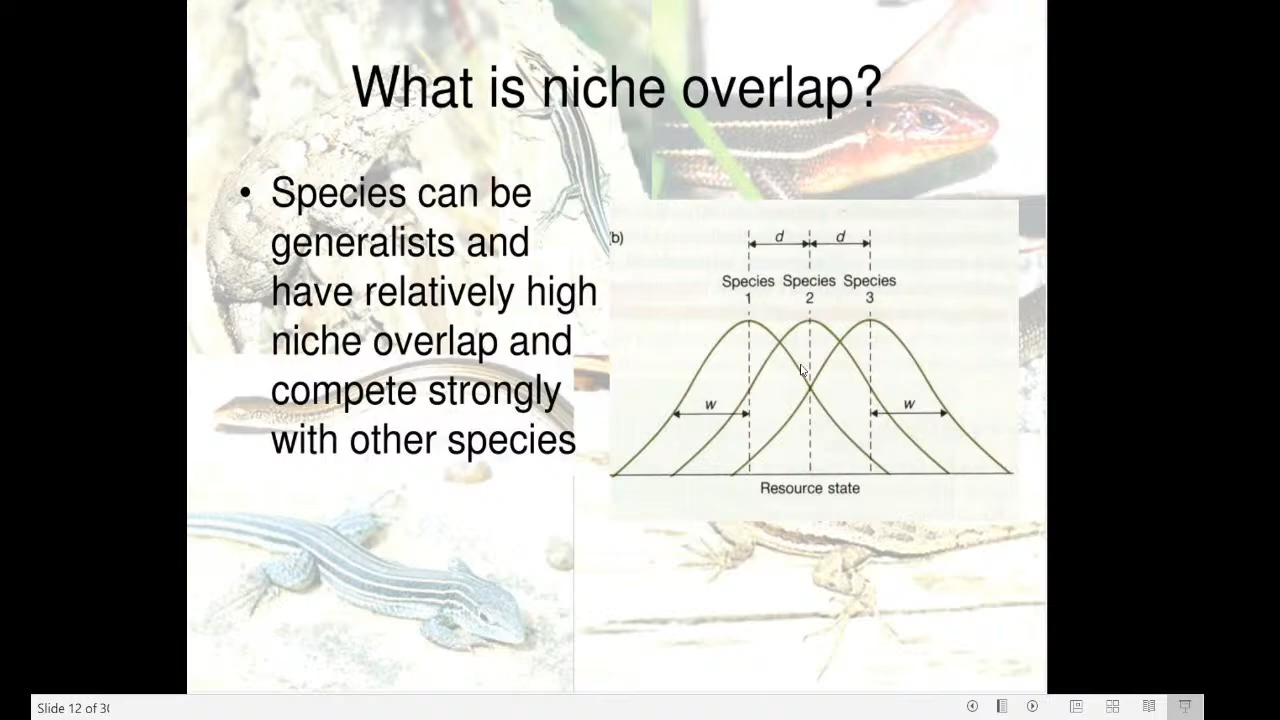 What is niche overlap?
• Species can be
generalists and
have relatively high
niche overlap and
compete strongly
with other species
b)
d d
Species Species Species
1 2 3
w w
Resource state
Slide 12 of 30